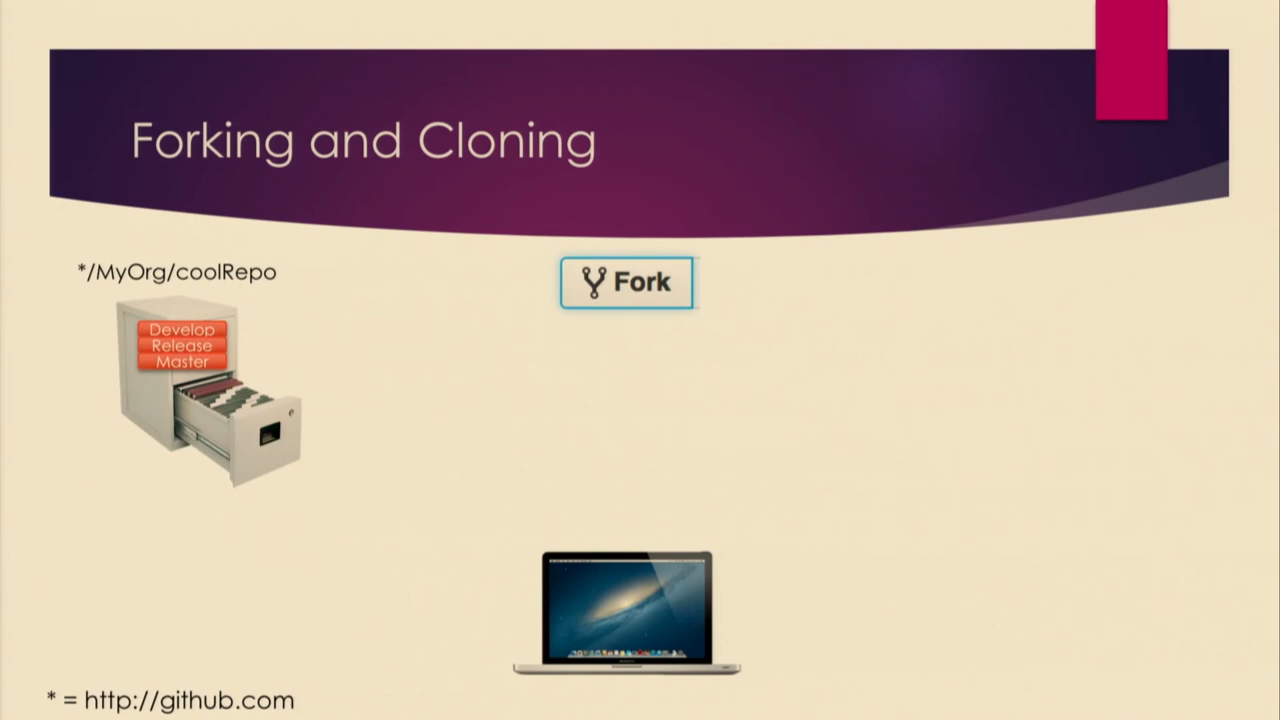 Forking and Cloning
*/MyOrg/coolRepo
Fork
Develop
Release
Master
* = http://github.com